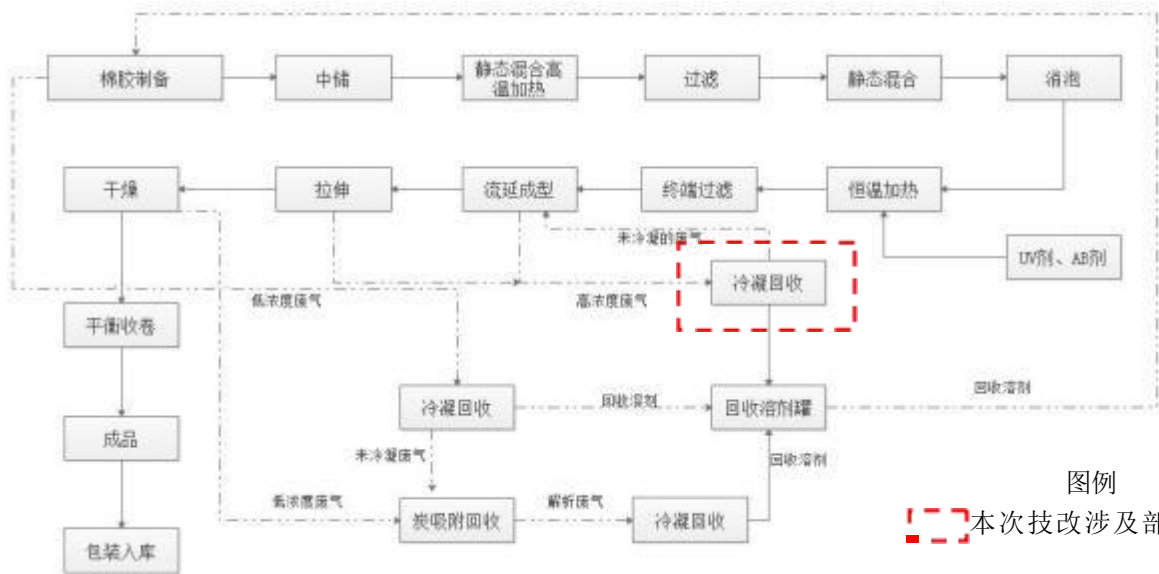 棉胶制备
中储
静态混合高
温加热
过滤
静态混合
消泡
干燥
拉伸
流延成型
终端过滤
恒温加热
未冷凝的废气
UV剂、AB剂
冷凝回收
低浓度废气
高浓度废气
平衡收卷
冷凝回收
回收溶剂
回收溶剂罐
回收溶剂
成品
未冷凝废气
回收溶剂
低浓度废气
炭吸附回收
解析废气
冷凝回收
包装入库
图例
本次技改涉及部